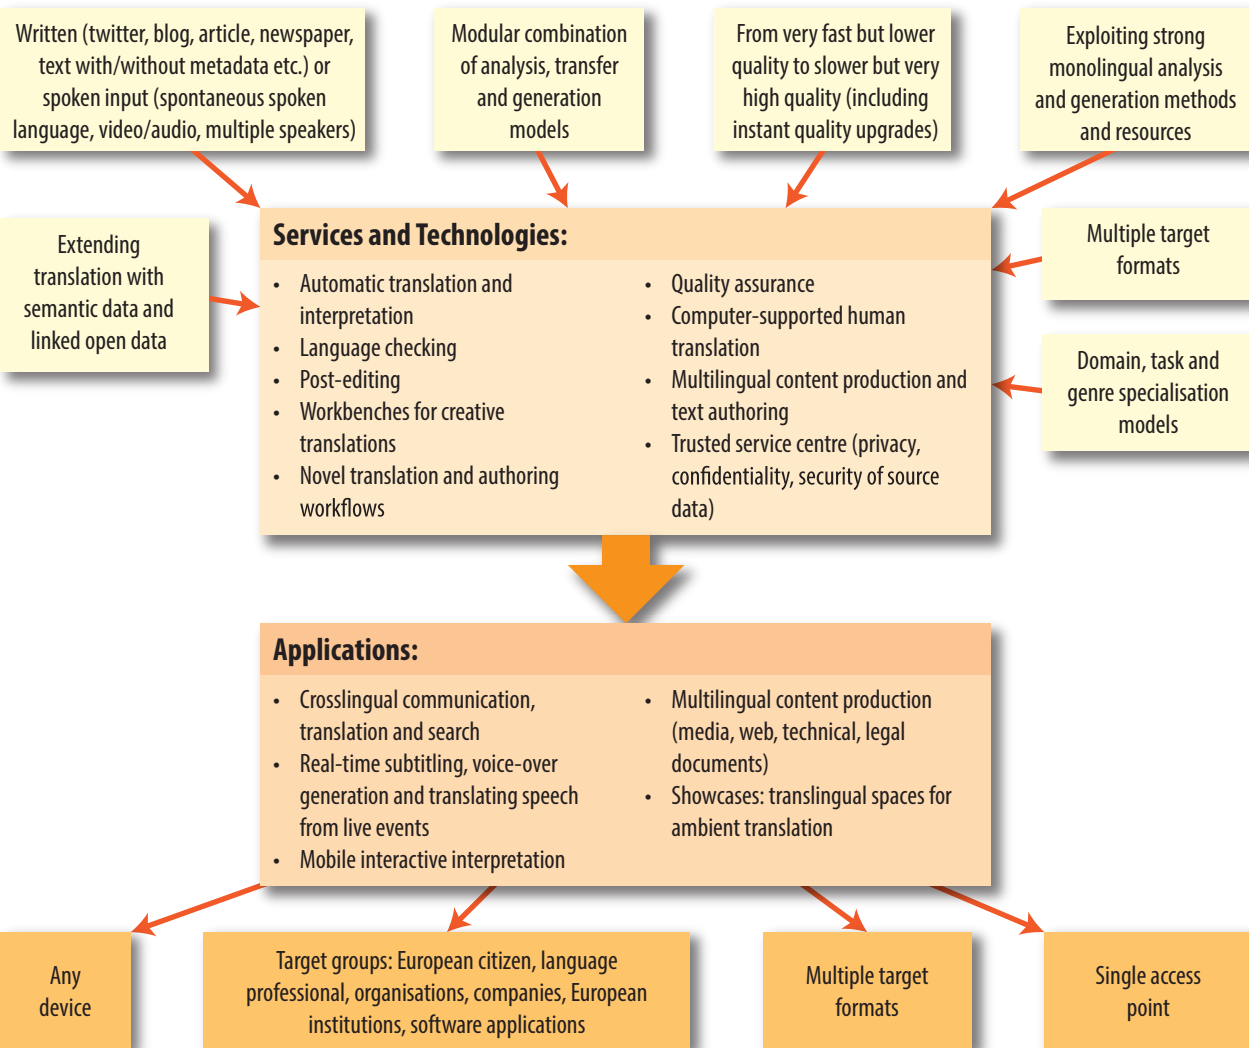 Written (twitter, blog, article, newspaper,
text with/without metadata etc.) or
spoken input (spontaneous spoken
language, video/audio, multiple speakers)
Modular combination
of analysis, transfer
and generation
models
From very fast but lower
quality to slower but very
high quality (including
instant quality upgrades)
Exploiting strong
monolingual analysis
and generation methods
and resources
Extending
translation with
semantic data and
linked open data
Services and Technologies:
• Automatic translation and
interpretation
• Language checking
• Post-editing
• Workbenches for creative
translations
• Novel translation and authoring
workflows
• Quality assurance
• Computer-supported human
translation
• Multilingual content production and
text authoring
• Trusted service centre (privacy,
confidentiality, security of source
data)
Multiple target
formats
Domain, task and
genre specialisation
models
Applications:
• Crosslingual communication,
translation and search
• Real-time subtitling, voice-over
generation and translating speech
from live events
• Mobile interactive interpretation
• Multilingual content production
(media, web, technical, legal
documents)
• Showcases: translingual spaces for
ambient translation
Any
device
Target groups: European citizen, language
professional, organisations, companies, European
institutions, software applications
Multiple target
formats
Single access
point